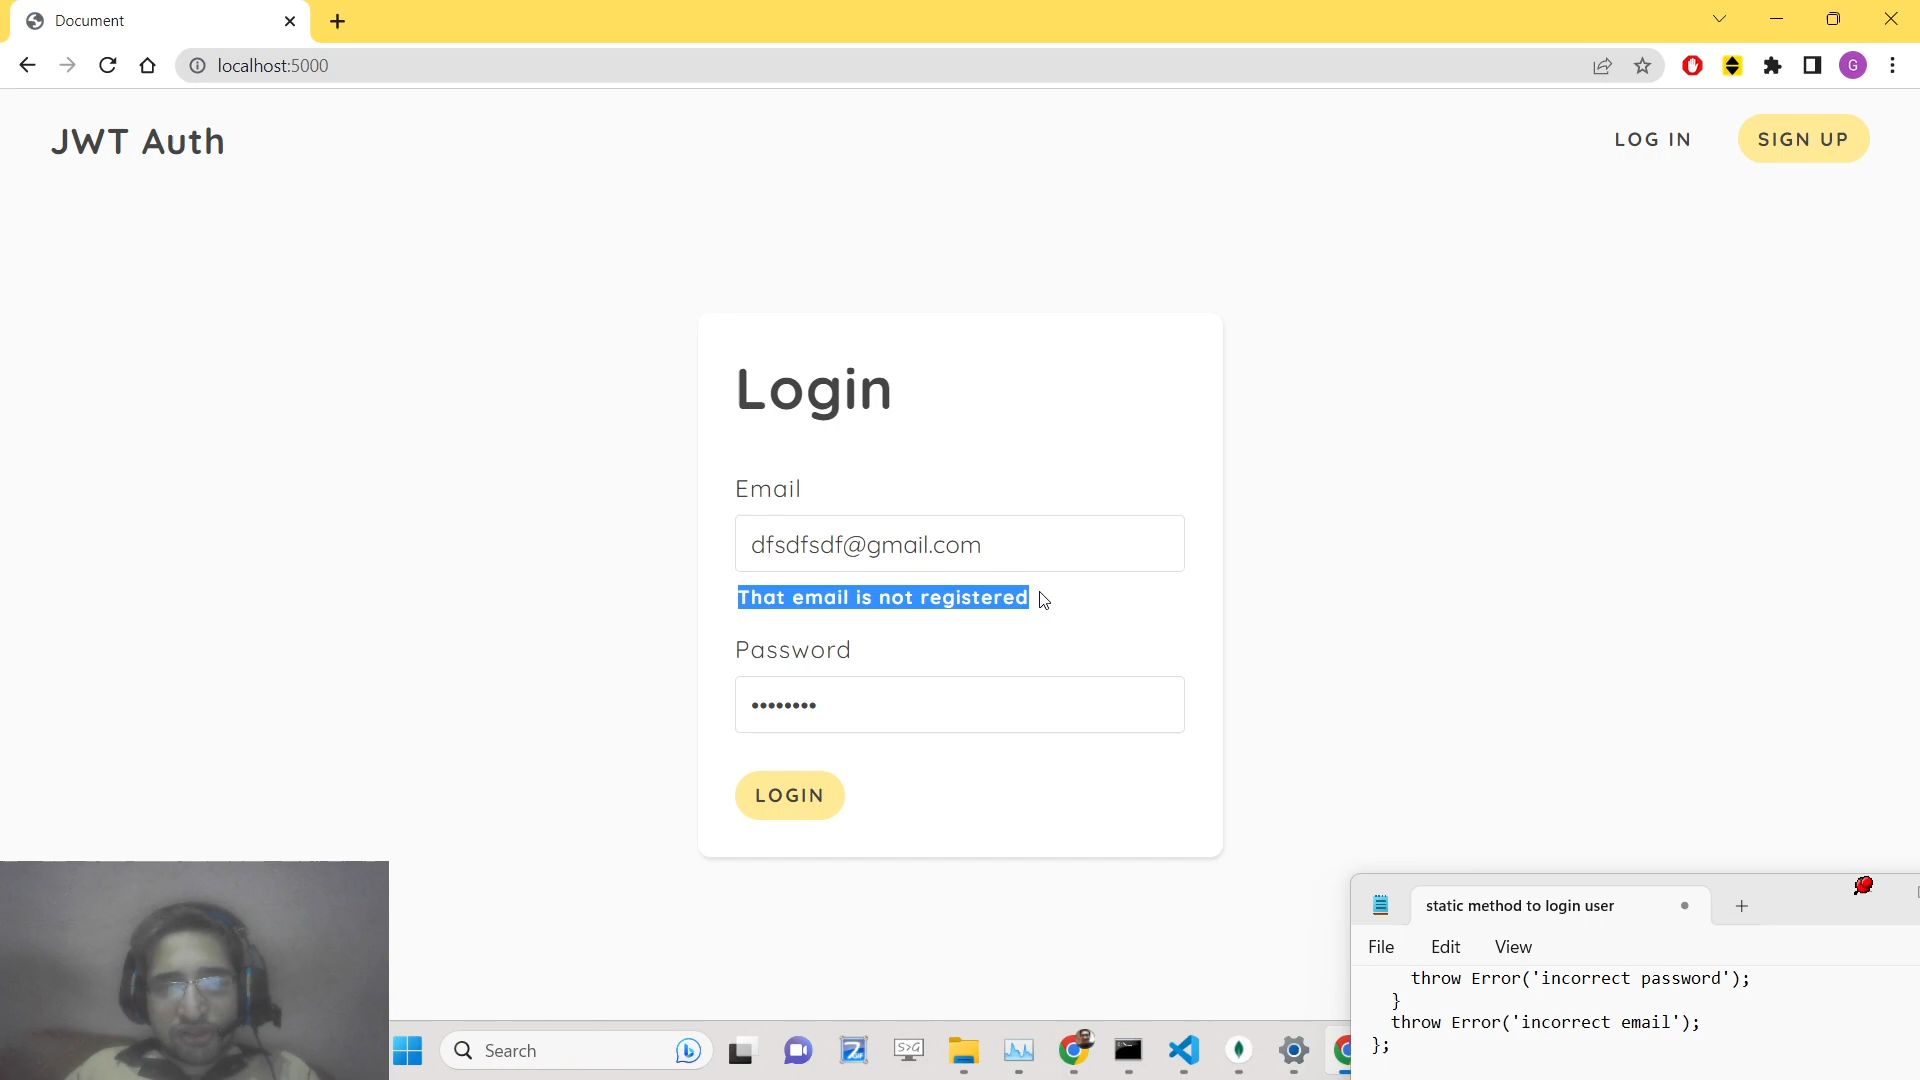 Document
localhost:5000
G
JWT Auth
LOG IN
SIGN UP
Login
Email
dfsdfsdf@gmail.com
That email is not registered
Password
••••••••
LOGIN
static method to login user
File Edit View
throw Error('incorrect password');
}
throw Error('incorrect email');
};
Search
S>G